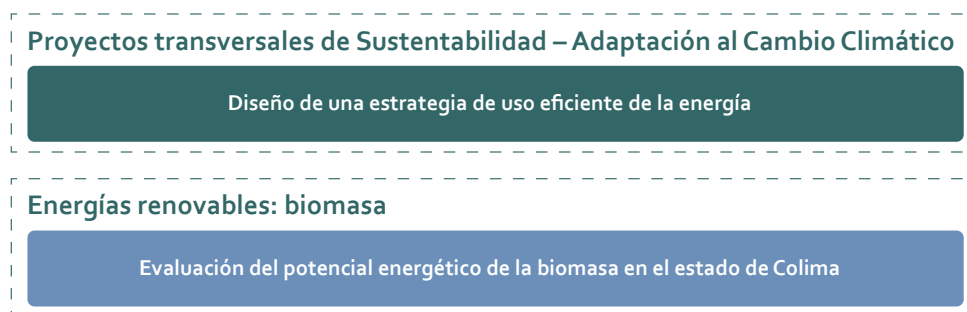 Proyectos transversales de Sustentabilidad – Adaptación al Cambio Climático
Diseño de una estrategia de uso eficiente de la energía
Energías renovables: biomasa
Evaluación del potencial energético de la biomasa en el estado de Colima